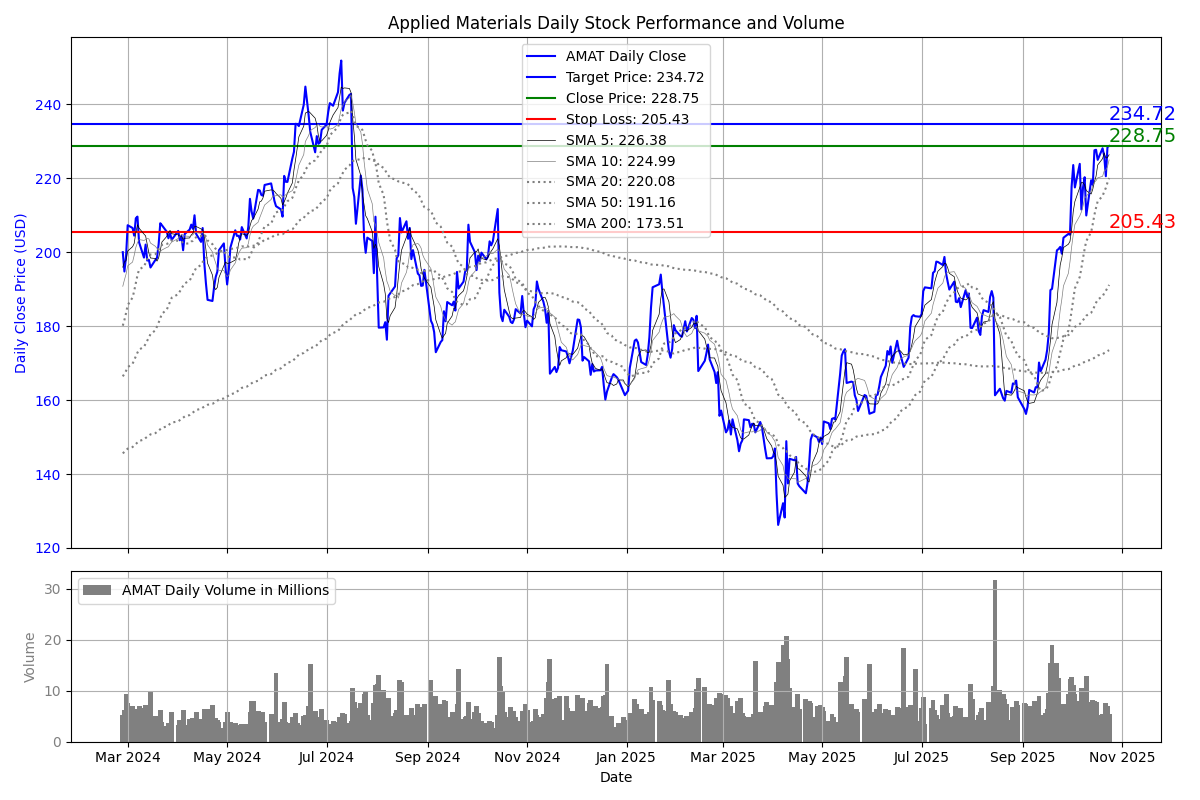 Applied Materials Daily Stock Performance and Volume
AMAT Daily Close
Target Price: 234.72
Close Price: 228.75
Stop Loss: 205.43
SMA 5: 226.38
SMA 10: 224.99
SMA 20: 220.08
SMA 50: 191.16
SMA 200: 173.51
234.72
228.75
205.43
Daily Close Price (USD)
240
220
200
180
160
140
120
AMAT Daily Volume in Millions
Volume
30
20
10
0
Mar 2024 May 2024 Jul 2024 Sep 2024 Nov 2024 Jan 2025 Mar 2025 May 2025 Jul 2025 Sep 2025 Nov 2025
Date